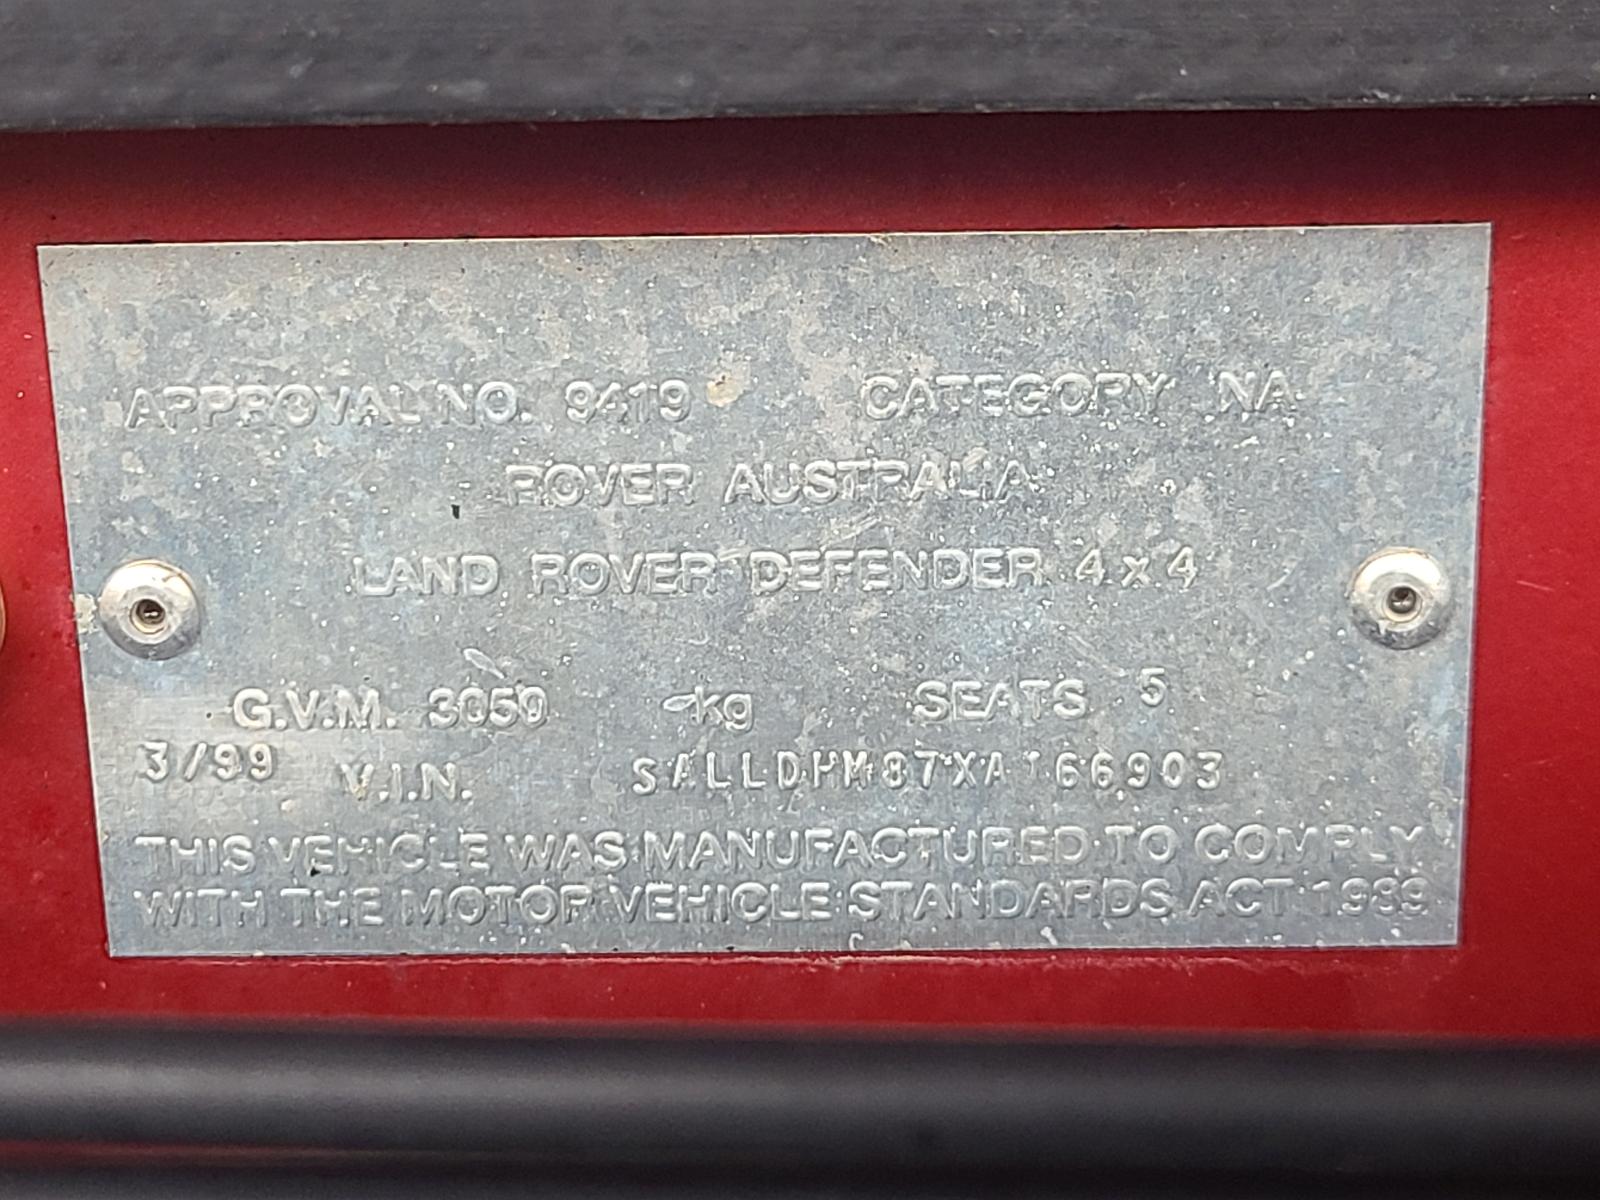 APPROVAL NO. 9419 CATEGORY NA
ROVER AUSTRALIA
LAND ROVER DEFENDER 4x4
G.V.M. 3050 kg SEATS 5
3/99 V.I.N. SALLDHM87XA166903
THIS VEHICLE WAS MANUFACTURED TO COMPLY
WITH THE MOTOR VEHICLE STANDARDS ACT 1989